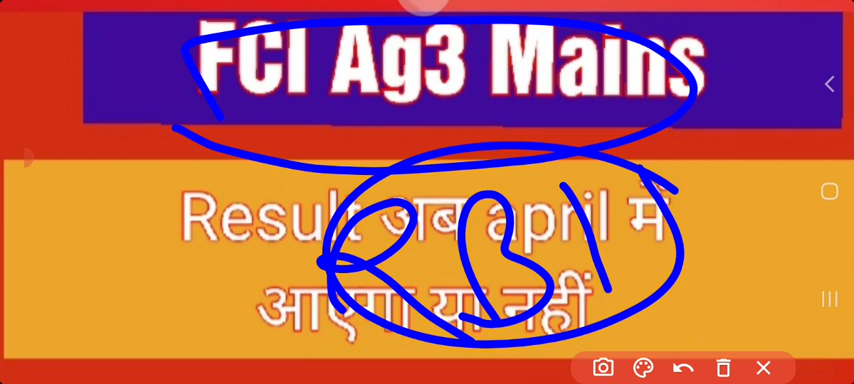 FCI Ag3 Mains
Result अब april में
आएगा या नहीं
RBI